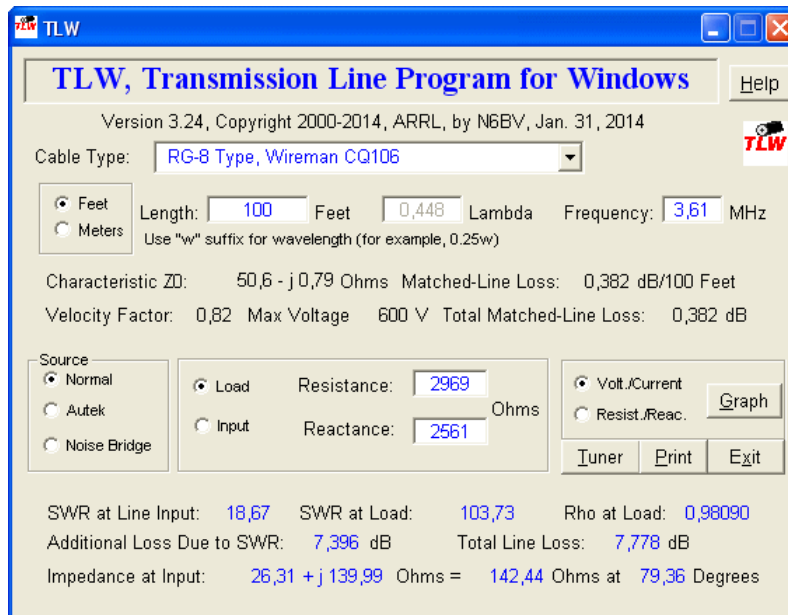 TLW
TLW, Transmission Line Program for Windows
Help
Version 3.24, Copyright 2000-2014, ARRL, by N6BV, Jan. 31, 2014
TLW
Cable Type: RG-8 Type, Wireman CQ106
Feet
Meters
Length: 100 Feet 0,448 Lambda Frequency: 3,61 MHz
Use "w" suffix for wavelength (for example, 0.25w)
Characteristic Z0: 50,6 - j 0,79 Ohms Matched-Line Loss: 0,382 dB/100 Feet
Velocity Factor: 0,82 Max Voltage 600 V Total Matched-Line Loss: 0,382 dB
Source
Normal
Autek
Noise Bridge
Load
Input
Resistance: 2969
Ohms
Reactance: 2561
Volt./Current
Resist./Reac.
Graph
Tuner Print Exit
SWR at Line Input: 18,67 SWR at Load: 103,73 Rho at Load: 0,98090
Additional Loss Due to SWR: 7,396 dB Total Line Loss: 7,778 dB
Impedance at Input: 26,31 + j 139,99 Ohms = 142,44 Ohms at 79,36 Degrees